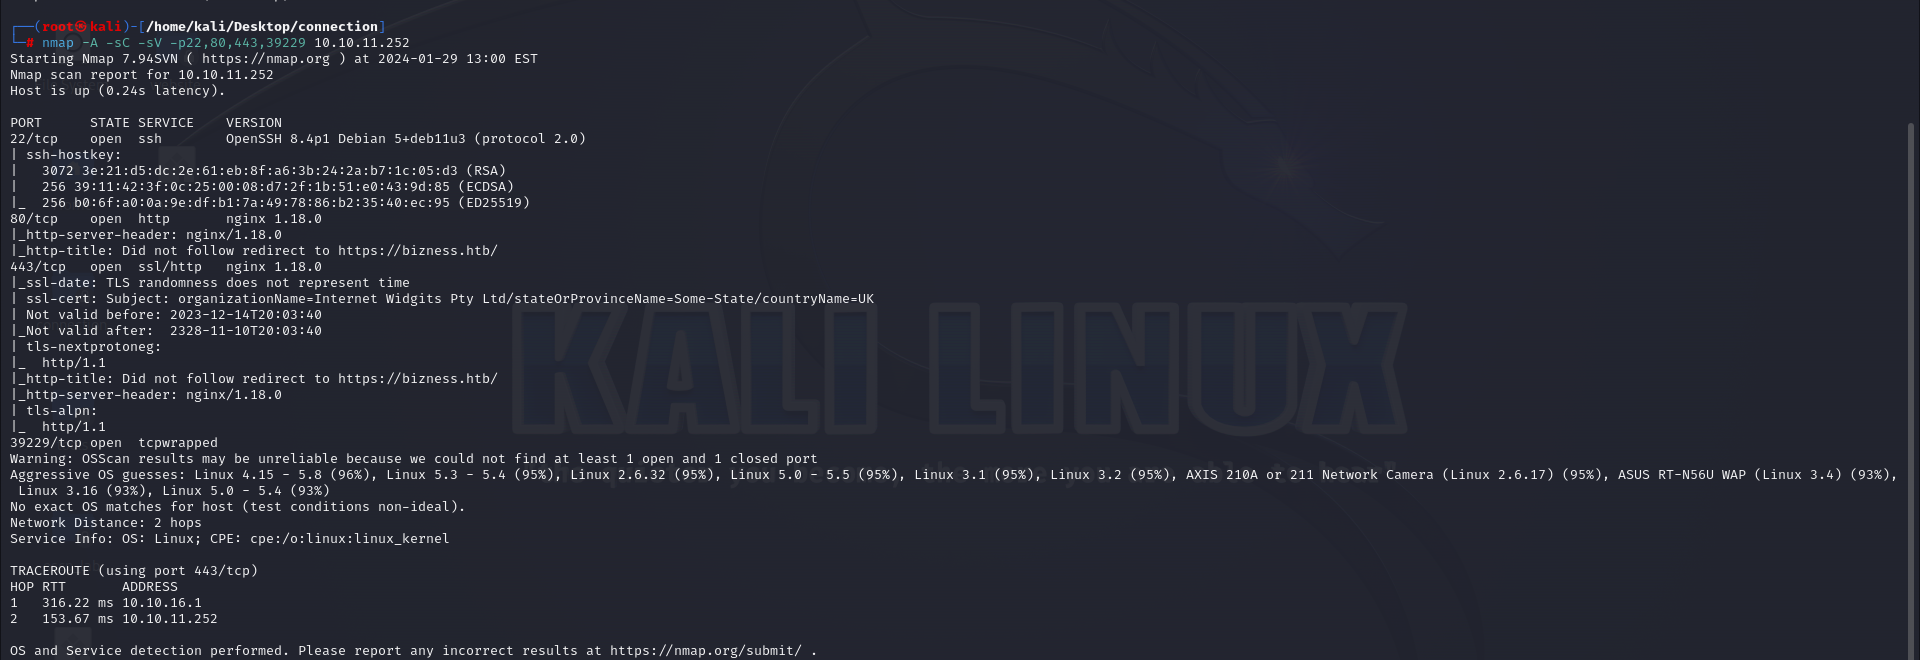 ┌──(root㉿kali)-[/home/kali/Desktop/connection]
└─# nmap -A -sC -sV -p22,80,443,39229 10.10.11.252
Starting Nmap 7.94SVN ( https://nmap.org ) at 2024-01-29 13:00 EST
Nmap scan report for 10.10.11.252
Host is up (0.24s latency).

PORT      STATE SERVICE    VERSION
22/tcp    open  ssh        OpenSSH 8.4p1 Debian 5+deb11u3 (protocol 2.0)
| ssh-hostkey:
|   3072 3e:21:d5:dc:2e:61:eb:8f:a6:3b:24:2a:b7:1c:05:d3 (RSA)
|   256 39:11:42:3f:0c:25:00:08:d7:2f:1b:51:e0:43:9d:85 (ECDSA)
|_  256 b0:6f:a0:0a:9e:df:b1:7a:49:78:86:b2:35:40:ec:95 (ED25519)
80/tcp    open  http       nginx 1.18.0
|_http-server-header: nginx/1.18.0
|_http-title: Did not follow redirect to https://bizness.htb/
443/tcp   open  ssl/http   nginx 1.18.0
|_ssl-date: TLS randomness does not represent time
| ssl-cert: Subject: organizationName=Internet Widgits Pty Ltd/stateOrProvinceName=Some-State/countryName=UK
| Not valid before: 2023-12-14T20:03:40
|_Not valid after:  2328-11-10T20:03:40
| tls-nextprotoneg:
|_  http/1.1
|_http-title: Did not follow redirect to https://bizness.htb/
|_http-server-header: nginx/1.18.0
| tls-alpn:
|_  http/1.1
39229/tcp open  tcpwrapped
Warning: OSScan results may be unreliable because we could not find at least 1 open and 1 closed port
Aggressive OS guesses: Linux 4.15 - 5.8 (96%), Linux 5.3 - 5.4 (95%), Linux 2.6.32 (95%), Linux 5.0 - 5.5 (95%), Linux 3.1 (95%), Linux 3.2 (95%), AXIS 210A or 211 Network Camera (Linux 2.6.17) (95%), ASUS RT-N56U WAP (Linux 3.4) (93%),
 Linux 3.16 (93%), Linux 5.0 - 5.4 (93%)
No exact OS matches for host (test conditions non-ideal).
Network Distance: 2 hops
Service Info: OS: Linux; CPE: cpe:/o:linux:linux_kernel

TRACEROUTE (using port 443/tcp)
HOP RTT       ADDRESS
1   316.22 ms 10.10.16.1
2   153.67 ms 10.10.11.252

OS and Service detection performed. Please report any incorrect results at https://nmap.org/submit/ .
KALI LINUX